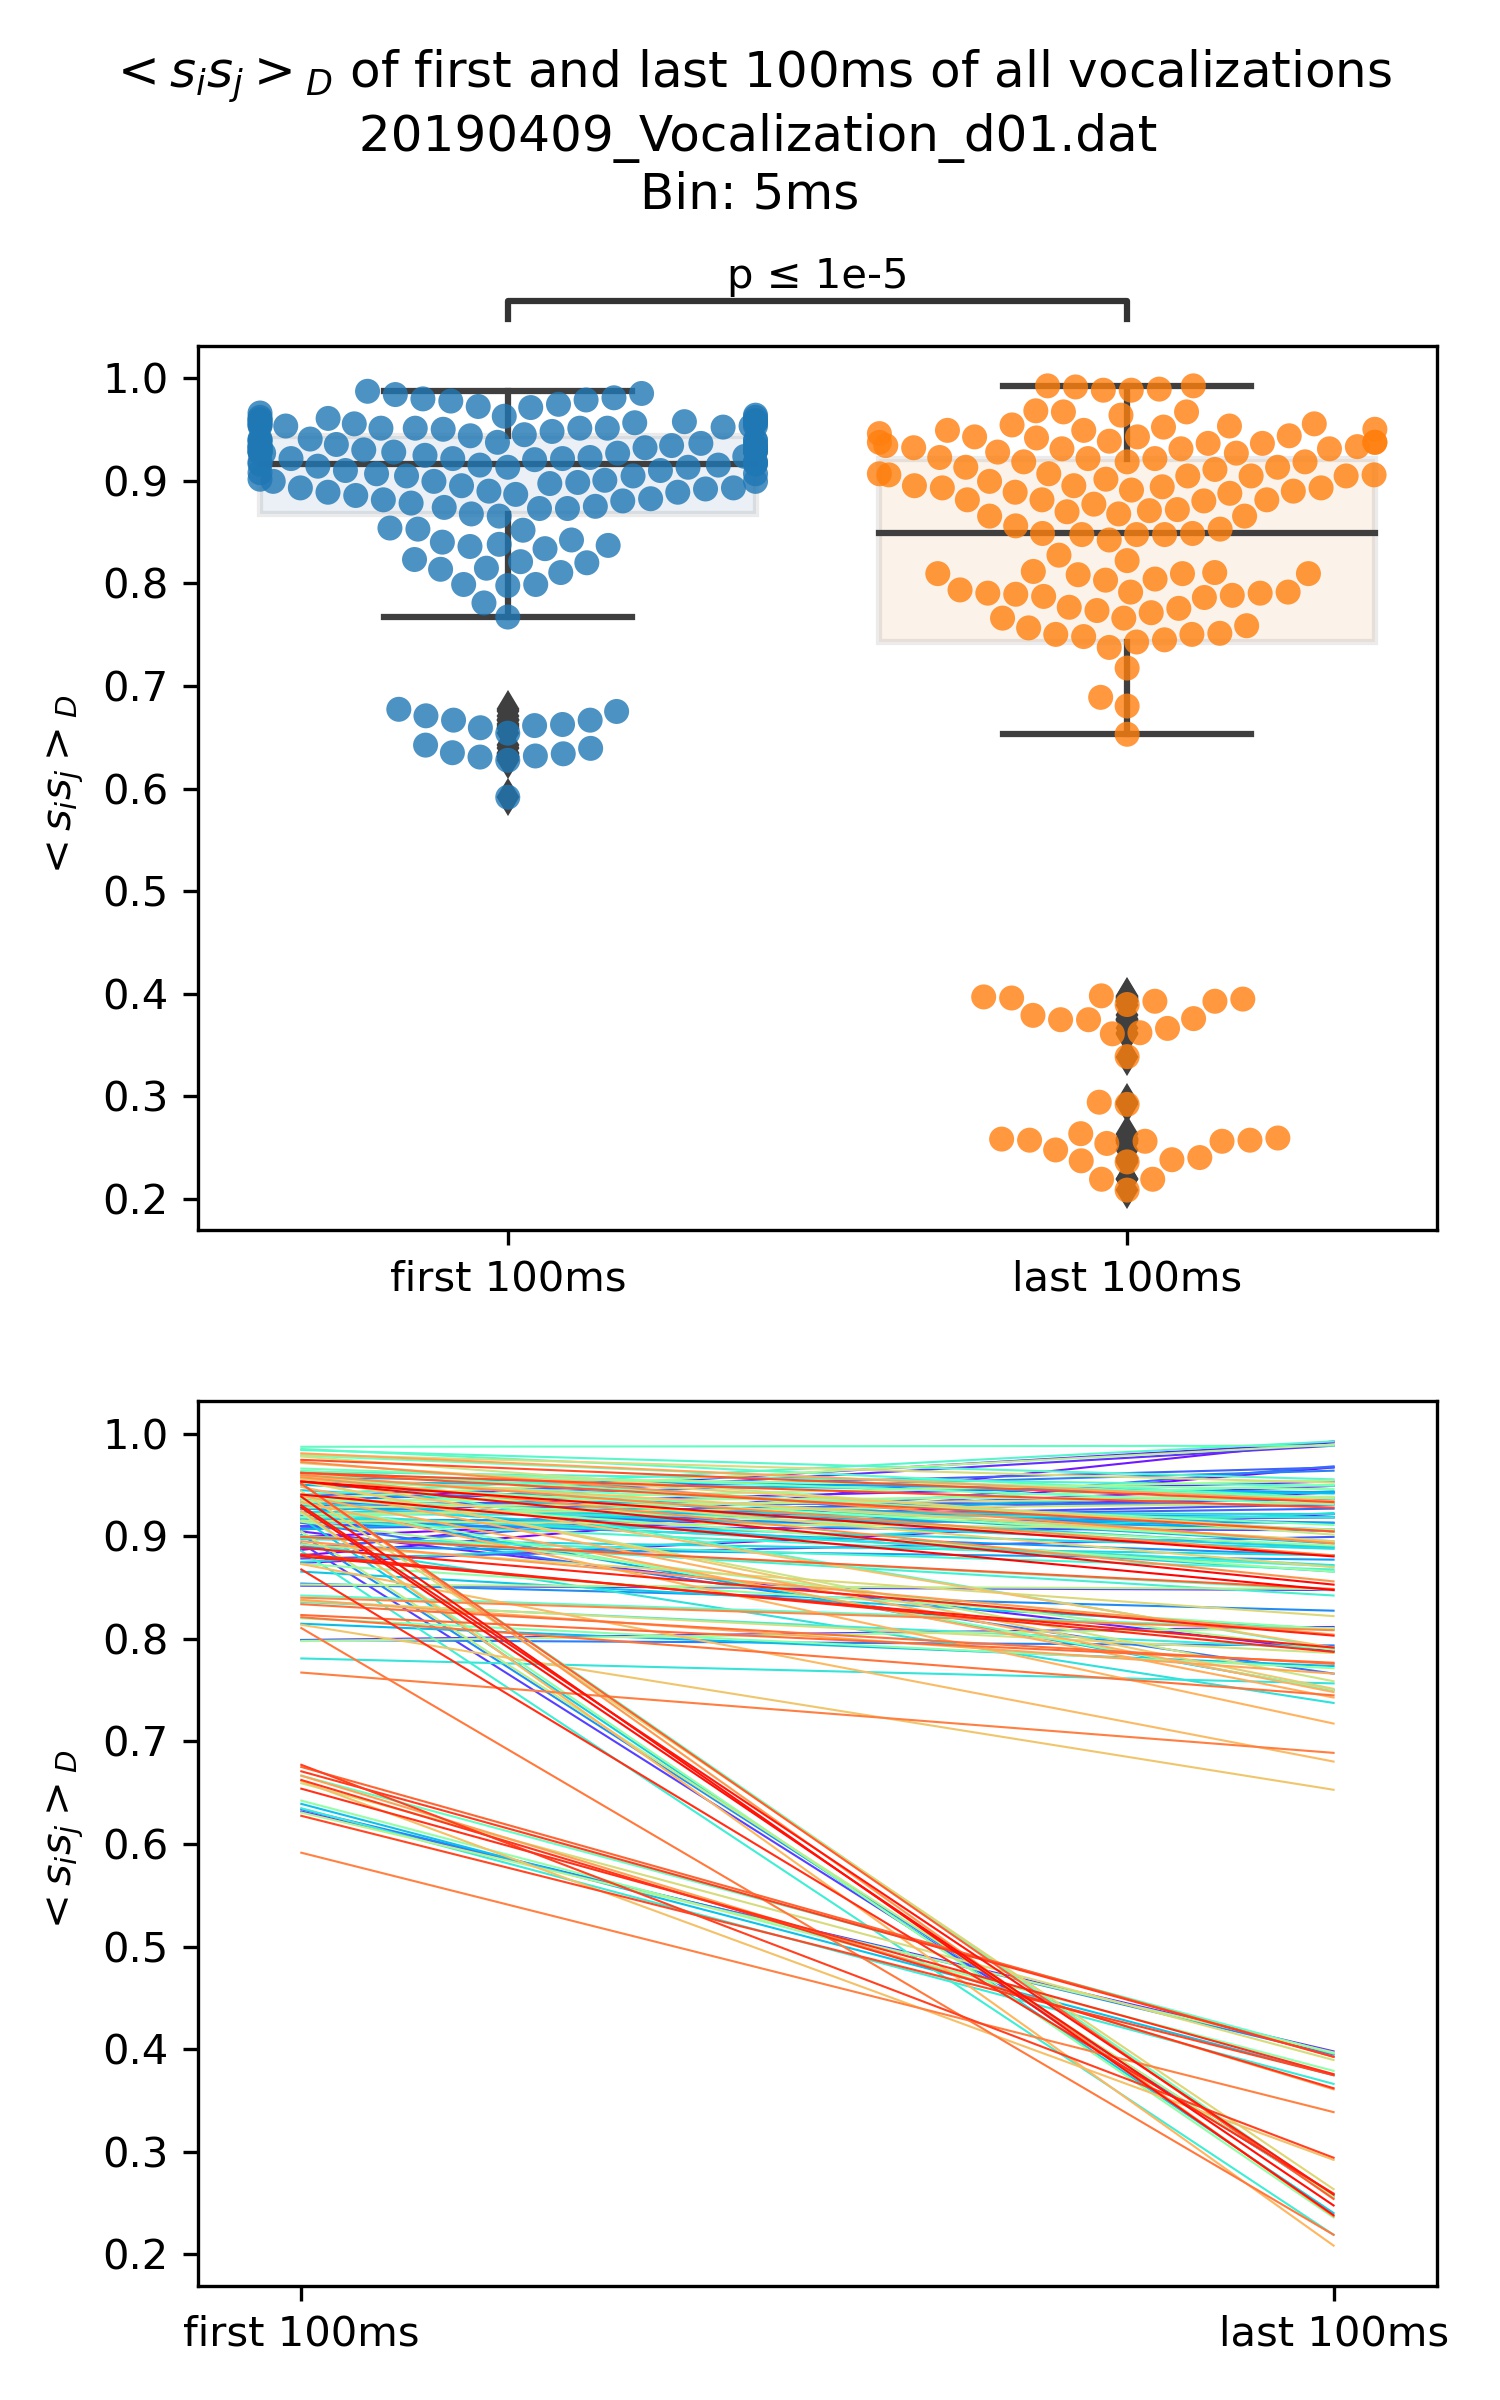 < sᵢsⱼ >_D of first and last 100ms of all vocalizations
20190409_Vocalization_d01.dat
Bin: 5ms
p ≤ 1e-5
1.0
0.9
0.8
0.7
0.6
0.5
0.4
0.3
0.2
< sᵢsⱼ >_D
first 100ms last 100ms
1.0
0.9
0.8
0.7
0.6
0.5
0.4
0.3
0.2
< sᵢsⱼ >_D
first 100ms last 100ms